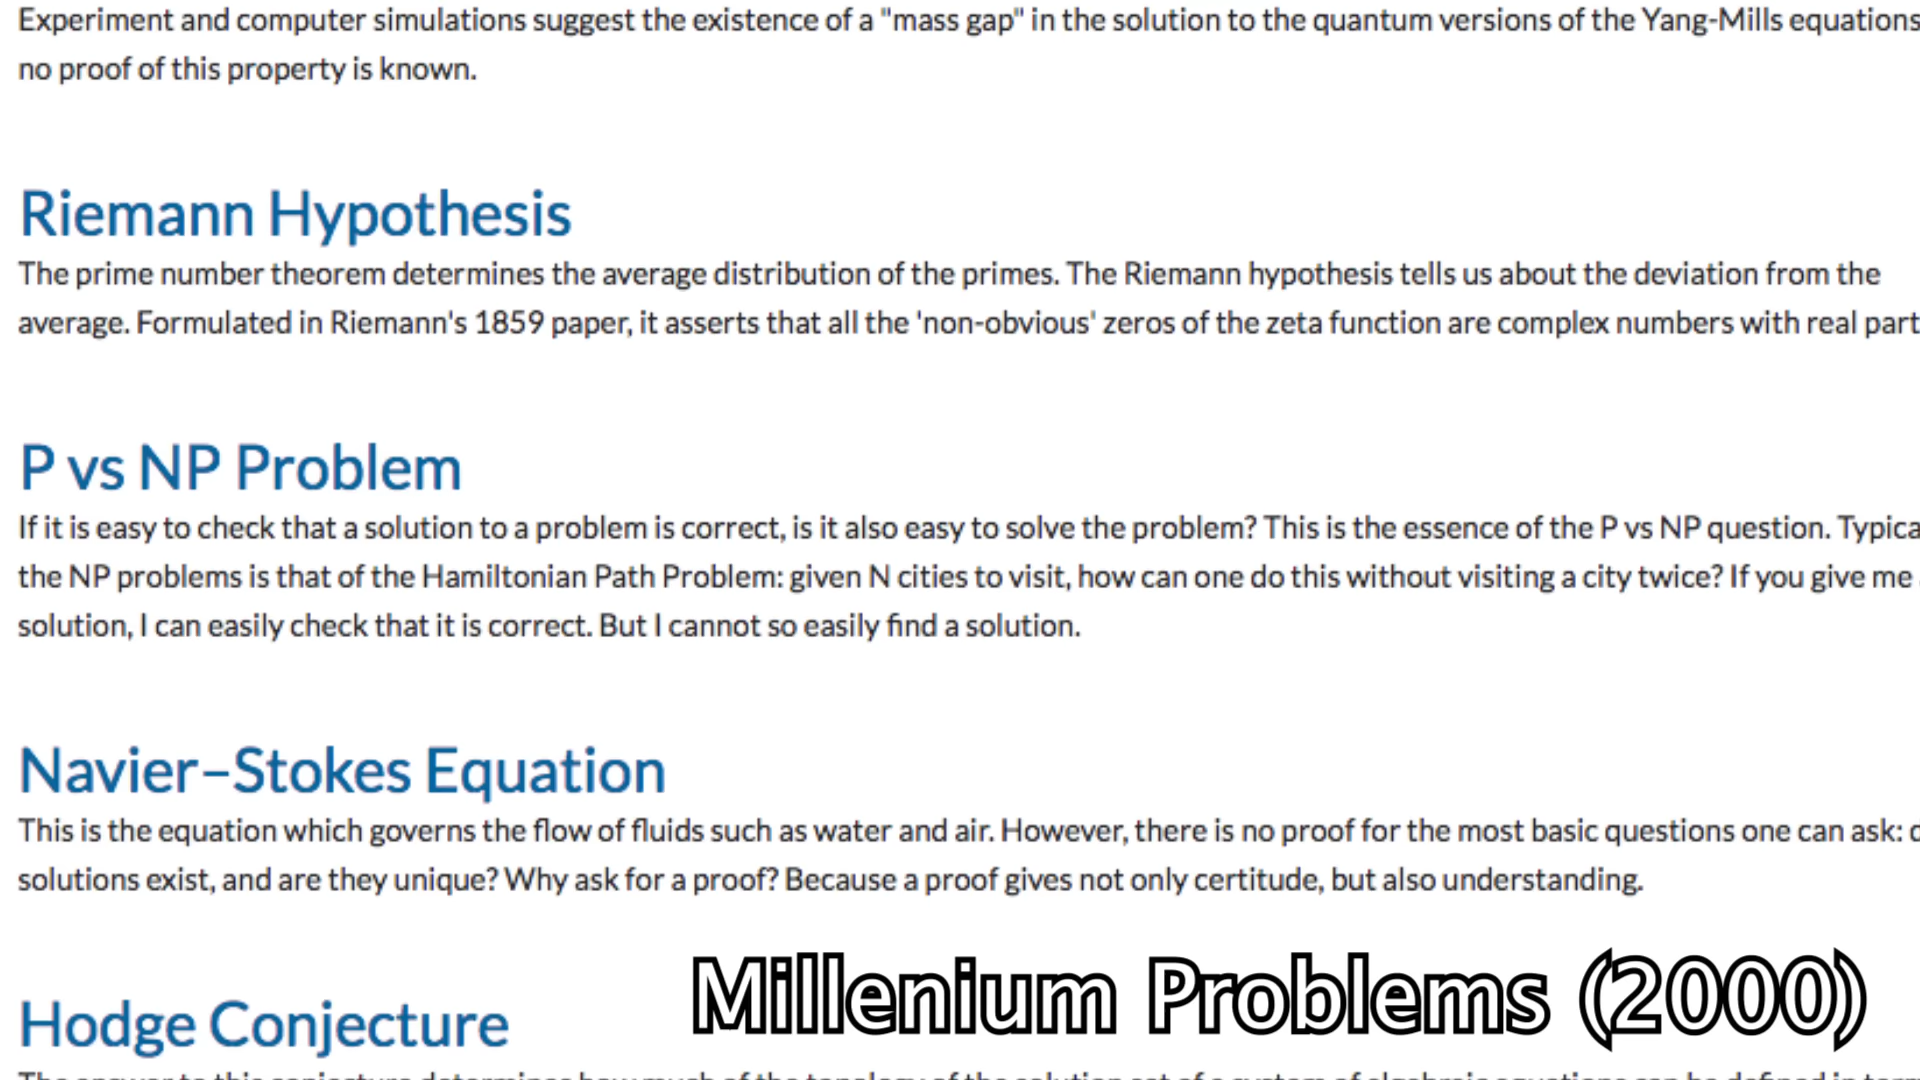 Experiment and computer simulations suggest the existence of a "mass gap" in the solution to the quantum versions of the Yang-Mills equations
no proof of this property is known.
Riemann Hypothesis
The prime number theorem determines the average distribution of the primes. The Riemann hypothesis tells us about the deviation from the
average. Formulated in Riemann's 1859 paper, it asserts that all the 'non-obvious' zeros of the zeta function are complex numbers with real part
P vs NP Problem
If it is easy to check that a solution to a problem is correct, is it also easy to solve the problem? This is the essence of the P vs NP question. Typica
the NP problems is that of the Hamiltonian Path Problem: given N cities to visit, how can one do this without visiting a city twice? If you give me
solution, I can easily check that it is correct. But I cannot so easily find a solution.
Navier–Stokes Equation
This is the equation which governs the flow of fluids such as water and air. However, there is no proof for the most basic questions one can ask:
solutions exist, and are they unique? Why ask for a proof? Because a proof gives not only certitude, but also understanding.
Millenium Problems (2000)
Hodge Conjecture